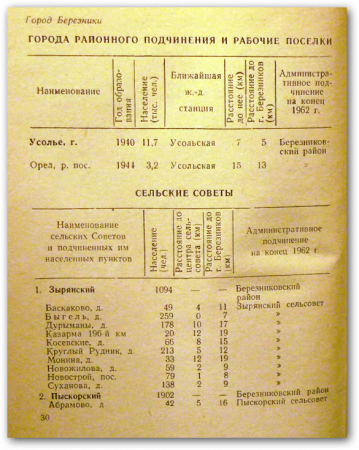 Город Березники
ГОРОДА РАЙОННОГО ПОДЧИНЕНИЯ И РАБОЧИЕ ПОСЕЛКИ
Наименование | Год образования | Население (тыс. чел.) | Ближайшая ж.-д. станция | Расстояние до нее (км) | Расстояние до г. Березников (км) | Административное подчинение на конец 1962 г.
Усолье, г. 1940 11,7 Усольская 7 5 Березниковский район
Орел, р. пос. 1944 3,2 Усольская 15 13 »
СЕЛЬСКИЕ СОВЕТЫ
Наименование сельских Советов и подчиненных им населенных пунктов | Население (чел.) | Расстояние до центра сельсовета (км) | Расстояние до г. Березников (км) | Административное подчинение на конец 1962 г.
1. Зырянский 1094 — — Березниковский район
Баскаково, д. 49 4 11 Зырянский сельсовет
Быгель, д. 259 0 7 »
Дурыманы, д. 178 10 17 »
Казарма 196-й км 20 12 19 »
Косевские, д. 66 8 15 »
Круглый Рудник, д. 213 5 12 »
Монина, д. 33 12 19 »
Новожилова, д. 59 2 9 »
Новострой, пос. 79 1 8 »
Суханова, д. 138 2 9 »
2. Пыскорский 1902 — — Березниковский район
Абрамово, д. 42 5 16 Пыскорский сельсовет
30